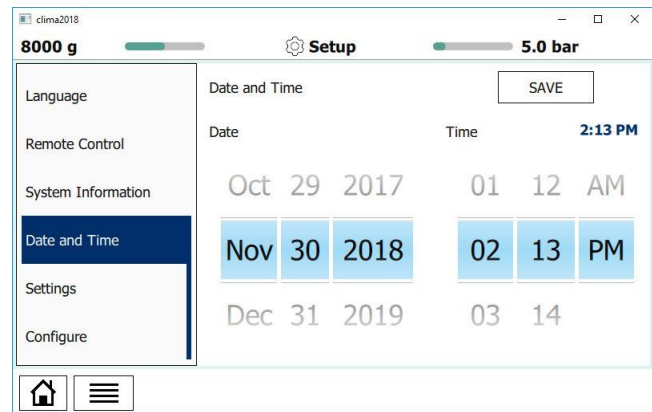 clima2018
8000 g Setup 5.0 bar
Language
Remote Control
System Information
Date and Time
Settings
Configure
Date and Time SAVE
Date Time 2:13 PM
Oct 29 2017 01 12 AM
Nov 30 2018 02 13 PM
Dec 31 2019 03 14